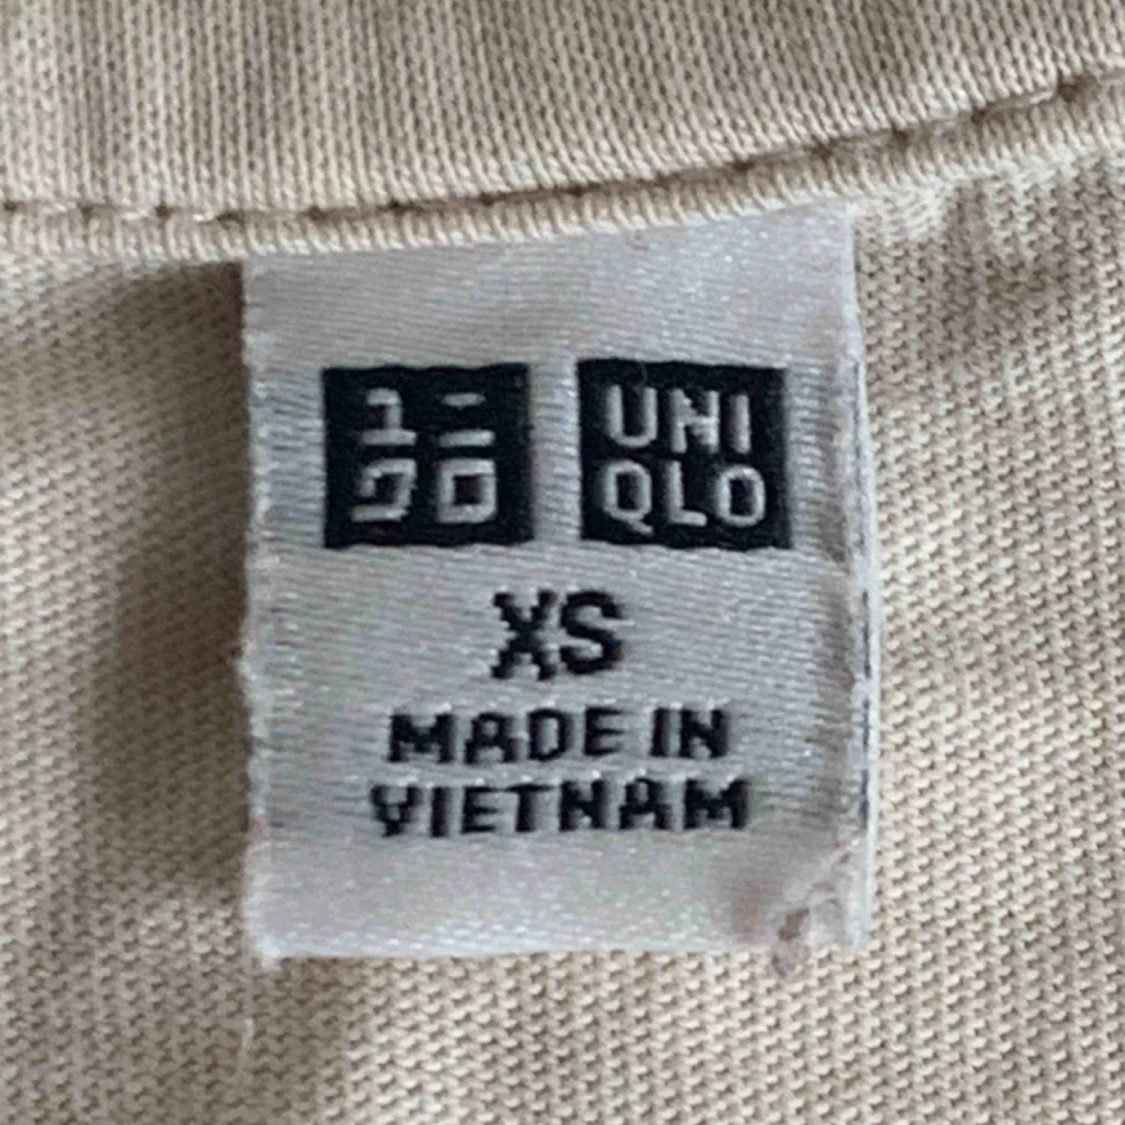 ユニ
クロ
UNI
QLO
XS
MADE IN
VIETNAM